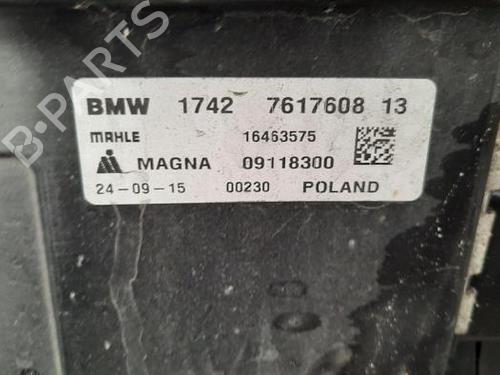 B-PARTS
BMW 1742 7617608 13
MAHLE 16463575
MAGNA 09118300
24-09-15 00230 POLAND